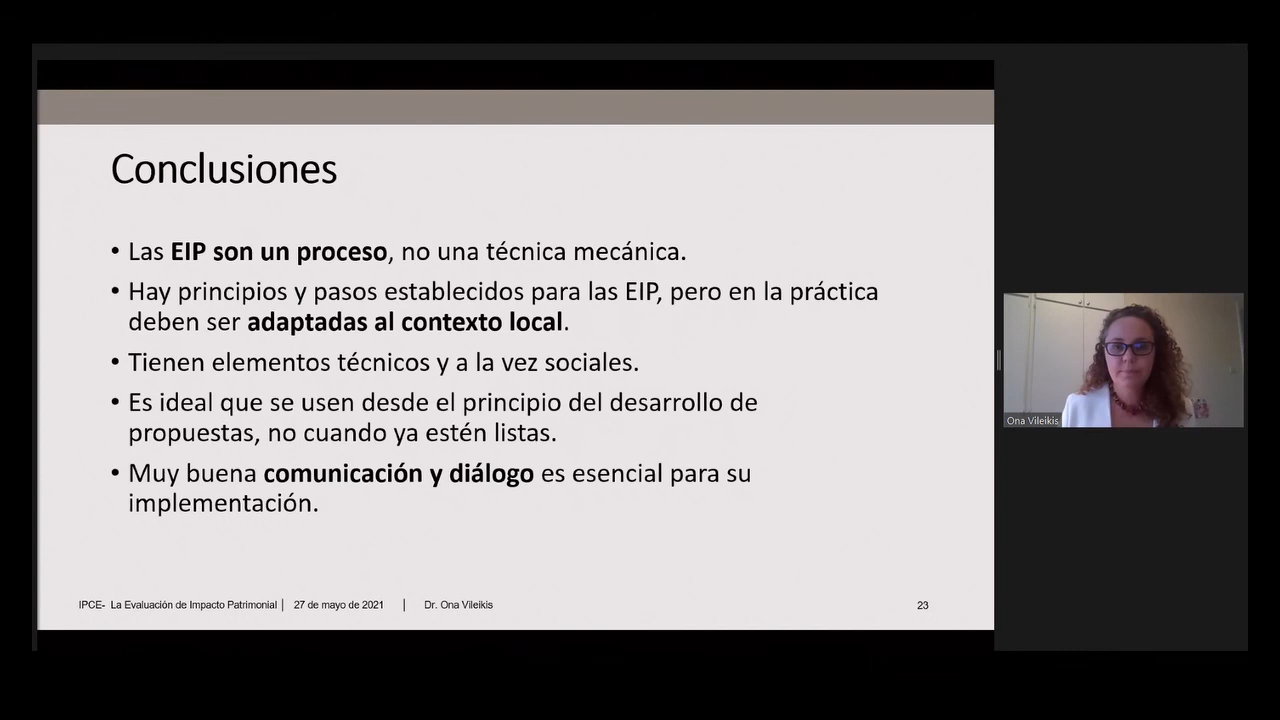 Conclusiones
• Las EIP son un proceso, no una técnica mecánica.
• Hay principios y pasos establecidos para las EIP, pero en la práctica
deben ser adaptadas al contexto local.
• Tienen elementos técnicos y a la vez sociales.
• Es ideal que se usen desde el principio del desarrollo de
propuestas, no cuando ya estén listas.
• Muy buena comunicación y diálogo es esencial para su
implementación.
IPCE- La Evaluación de Impacto Patrimonial | 27 de mayo de 2021 | Dr. Ona Vileikis 23
Ona Vileikis